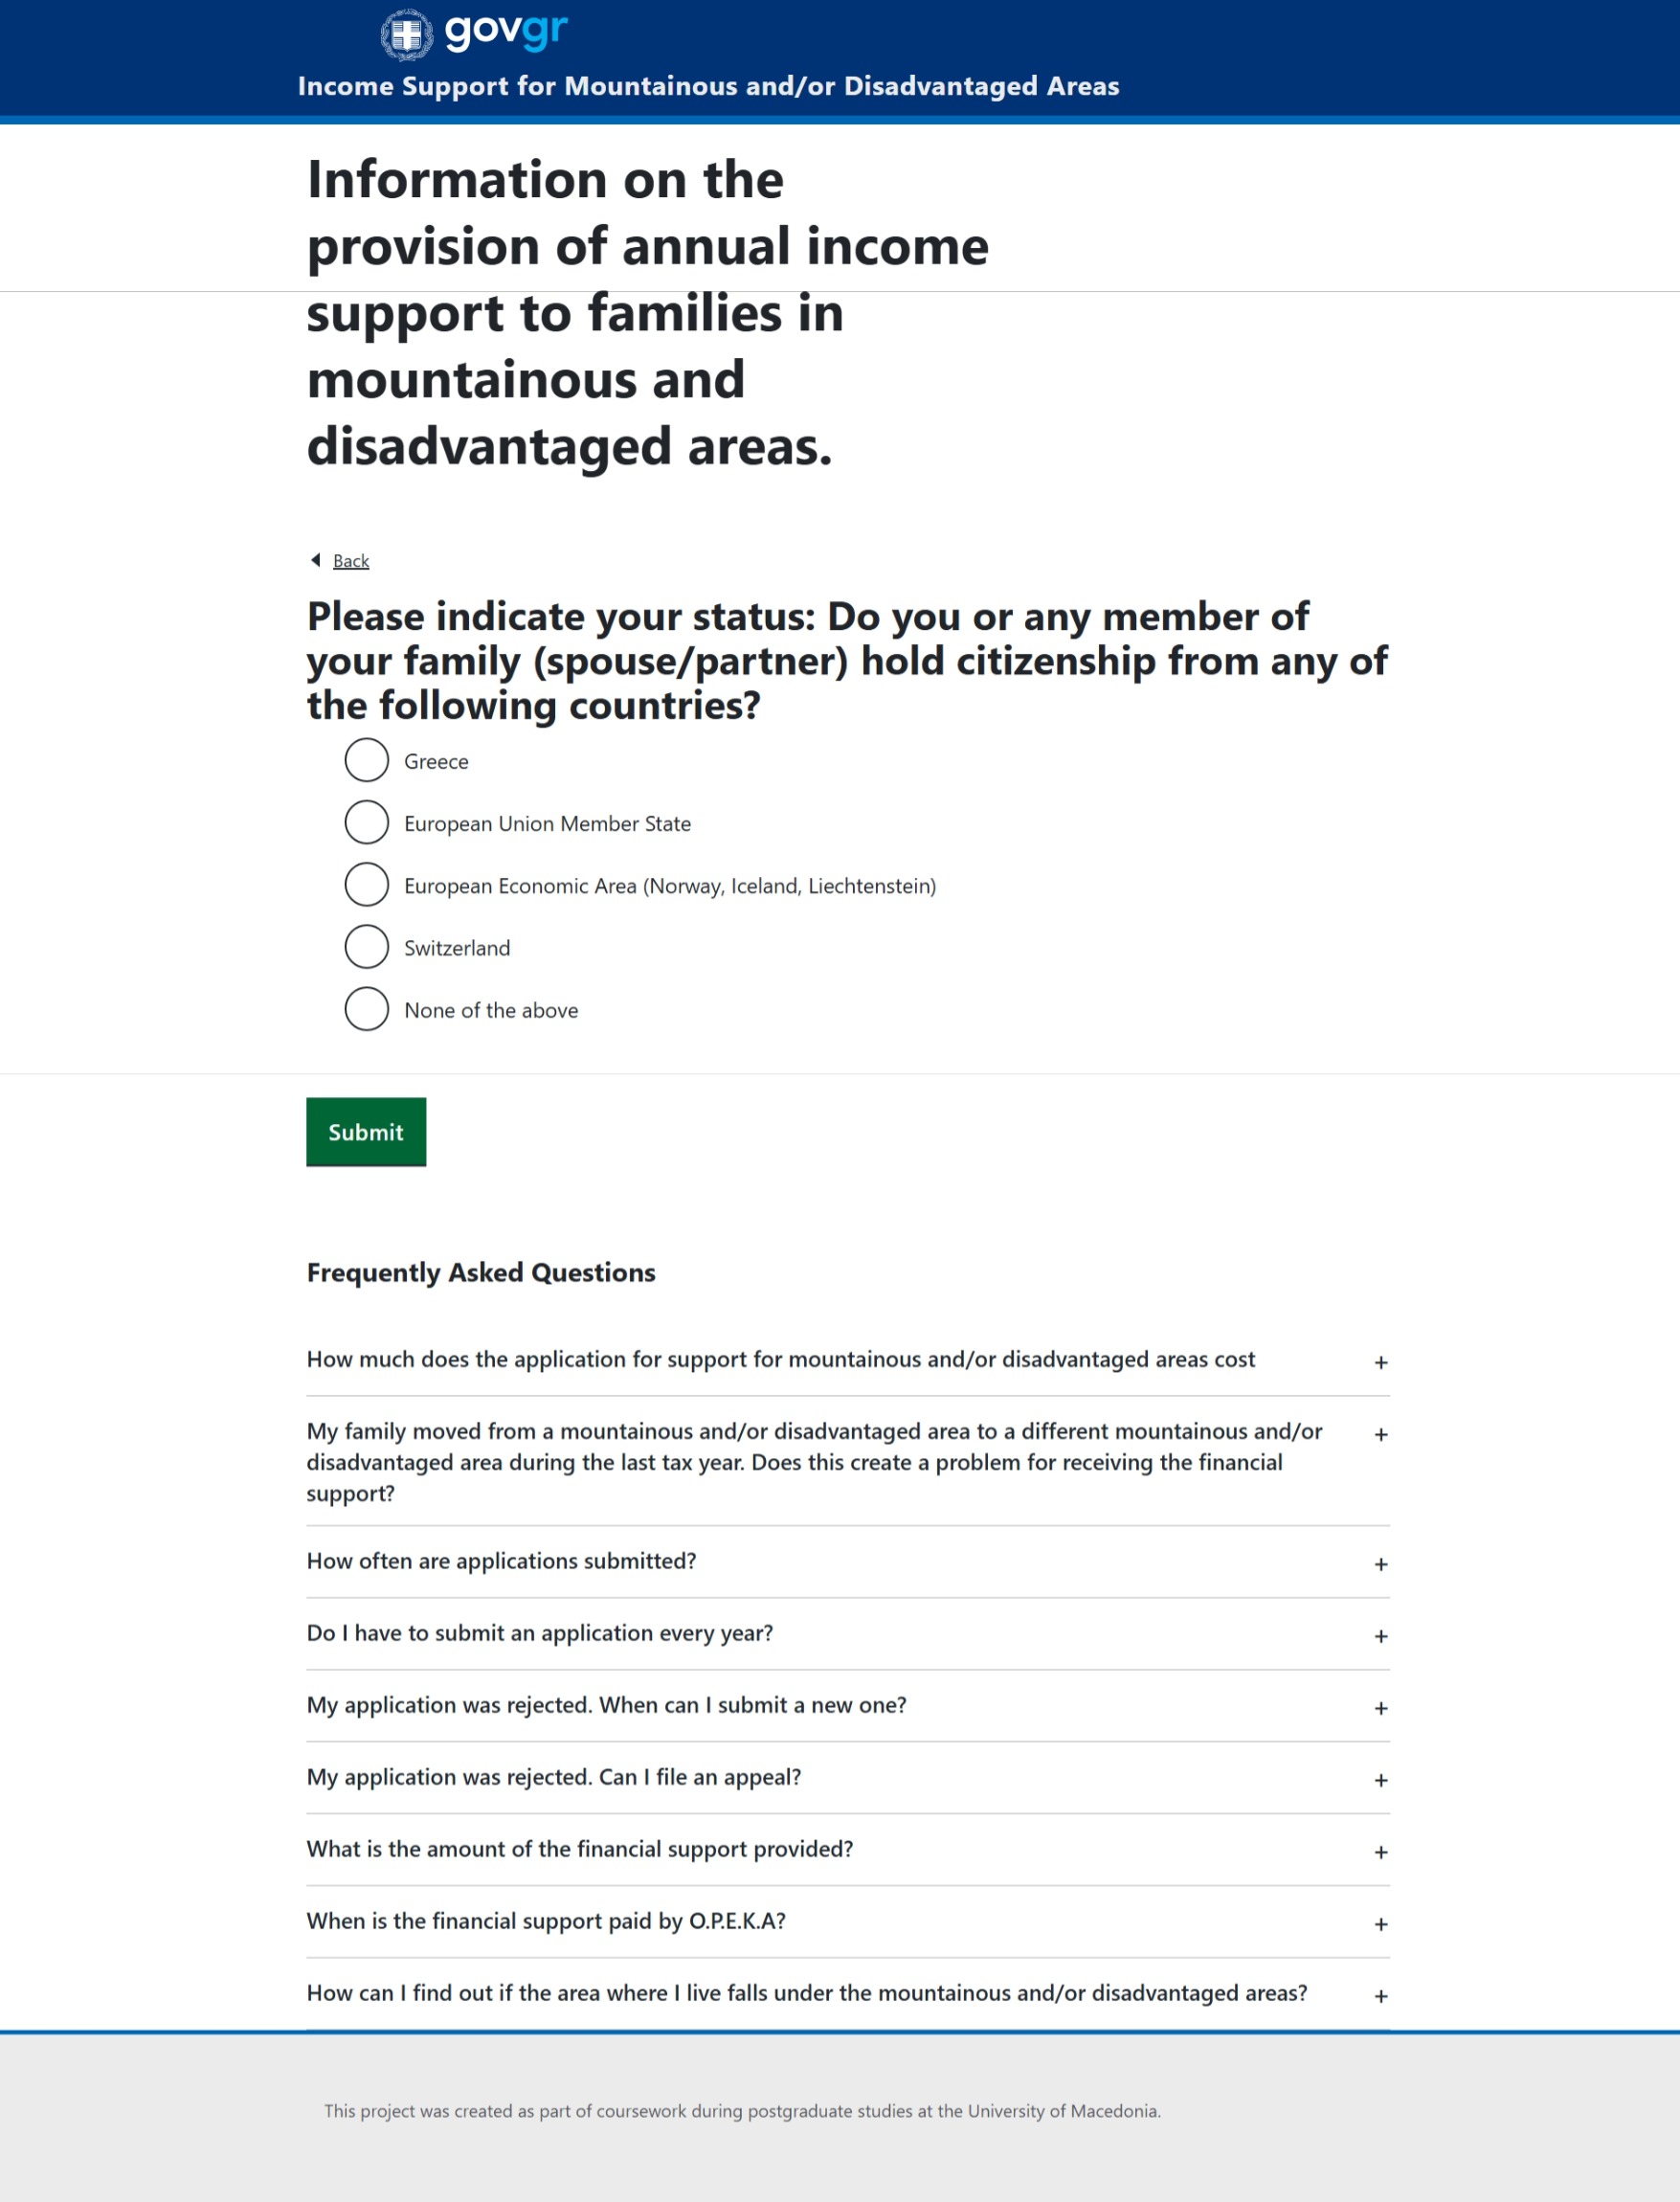 govgr
Income Support for Mountainous and/or Disadvantaged Areas
Information on the
provision of annual income
support to families in
mountainous and
disadvantaged areas.
Back
Please indicate your status: Do you or any member of
your family (spouse/partner) hold citizenship from any of
the following countries?
Greece
European Union Member State
European Economic Area (Norway, Iceland, Liechtenstein)
Switzerland
None of the above
Submit
Frequently Asked Questions
How much does the application for support for mountainous and/or disadvantaged areas cost +
My family moved from a mountainous and/or disadvantaged area to a different mountainous and/or +
disadvantaged area during the last tax year. Does this create a problem for receiving the financial
support?
How often are applications submitted? +
Do I have to submit an application every year? +
My application was rejected. When can I submit a new one? +
My application was rejected. Can I file an appeal? +
What is the amount of the financial support provided? +
When is the financial support paid by O.P.E.K.A? +
How can I find out if the area where I live falls under the mountainous and/or disadvantaged areas? +
This project was created as part of coursework during postgraduate studies at the University of Macedonia.